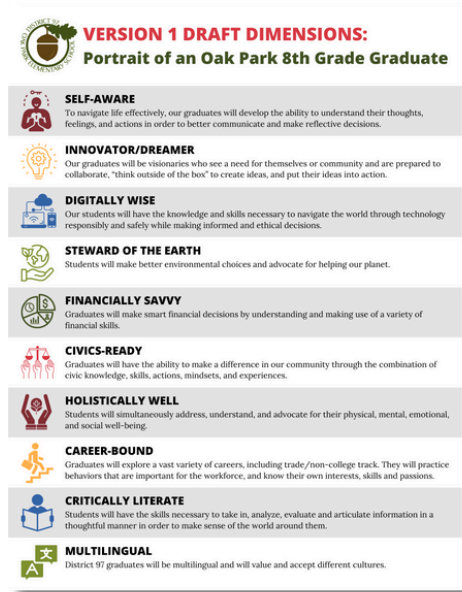 DISTRICT 97
OAK PARK ELEMENTARY SCHOOLS
VERSION 1 DRAFT DIMENSIONS:
Portrait of an Oak Park 8th Grade Graduate
SELF-AWARE
To navigate life effectively, our graduates will develop the ability to understand their thoughts,
feelings, and actions in order to better communicate and make reflective decisions.
INNOVATOR/DREAMER
Our graduates will be visionaries who see a need for themselves or community and are prepared to
collaborate, “think outside of the box” to create ideas, and put their ideas into action.
DIGITALLY WISE
Our students will have the knowledge and skills necessary to navigate the world through technology
responsibly and safely while making informed and ethical decisions.
STEWARD OF THE EARTH
Students will make better environmental choices and advocate for helping our planet.
FINANCIALLY SAVVY
Graduates will make smart financial decisions by understanding and making use of a variety of
financial skills.
CIVICS-READY
Graduates will have the ability to make a difference in our community through the combination of
civic knowledge, skills, actions, mindsets, and experiences.
HOLISTICALLY WELL
Students will simultaneously address, understand, and advocate for their physical, mental, emotional,
and social well-being.
CAREER-BOUND
Graduates will explore a vast variety of careers, including trade/non-college track. They will practice
behaviors that are important for the workforce, and know their own interests, skills and passions.
CRITICALLY LITERATE
Students will have the skills necessary to take in, analyze, evaluate and articulate information in a
thoughtful manner in order to make sense of the world around them.
MULTILINGUAL
District 97 graduates will be multilingual and will value and accept different cultures.